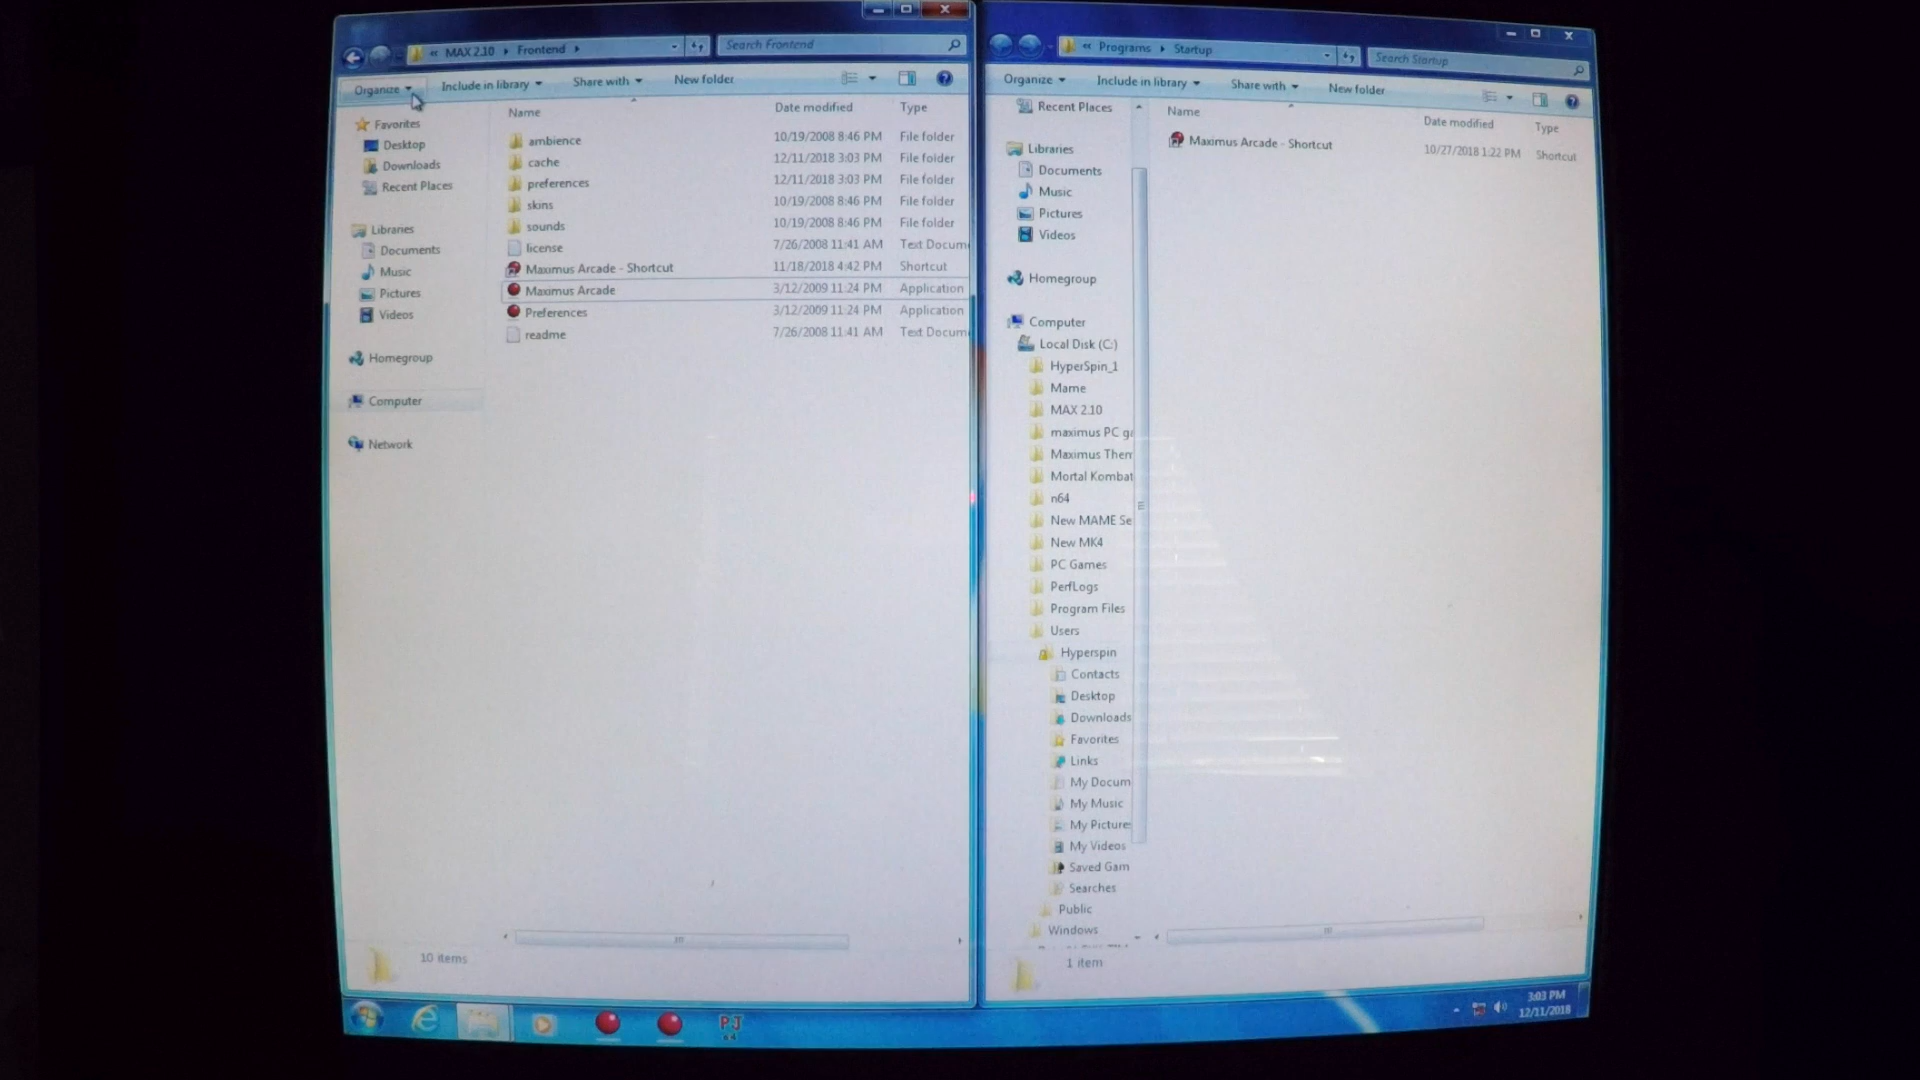 MAX 2.10 Frontend
Search Frontend
Organize Include in library Share with New folder
Name Date modified Type
Favorites
Desktop
Downloads
Recent Places
Libraries
Documents
Music
Pictures
Videos
Homegroup
Computer
Network
ambience 10/19/2008 8:46 PM File folder
cache 12/11/2018 3:03 PM File folder
preferences 12/11/2018 3:03 PM File folder
skins 10/19/2008 8:46 PM File folder
sounds 10/19/2008 8:46 PM File folder
license 7/26/2008 11:41 AM Text Docum
Maximus Arcade - Shortcut 11/18/2018 4:42 PM Shortcut
Maximus Arcade 3/12/2009 11:24 PM Application
Preferences 3/12/2009 11:24 PM Application
readme 7/26/2008 11:41 AM Text Docum
10 items
Programs Startup
Search Startup
Organize Include in library Share with New folder
Recent Places
Libraries
Documents
Music
Pictures
Videos
Homegroup
Computer
Local Disk (C:)
HyperSpin_1
Mame
MAX 2.10
maximus PC ga
Maximus Then
Mortal Kombat
n64
New MAME Se
New MK4
PC Games
PerfLogs
Program Files
Users
Hyperspin
Contacts
Desktop
Downloads
Favorites
Links
My Docum
My Music
My Picture
My Videos
Saved Gam
Searches
Public
Windows
Name Date modified Type
Maximus Arcade - Shortcut 10/27/2018 1:22 PM Shortcut
1 item
PJ
x4
3:03 PM
12/11/2018